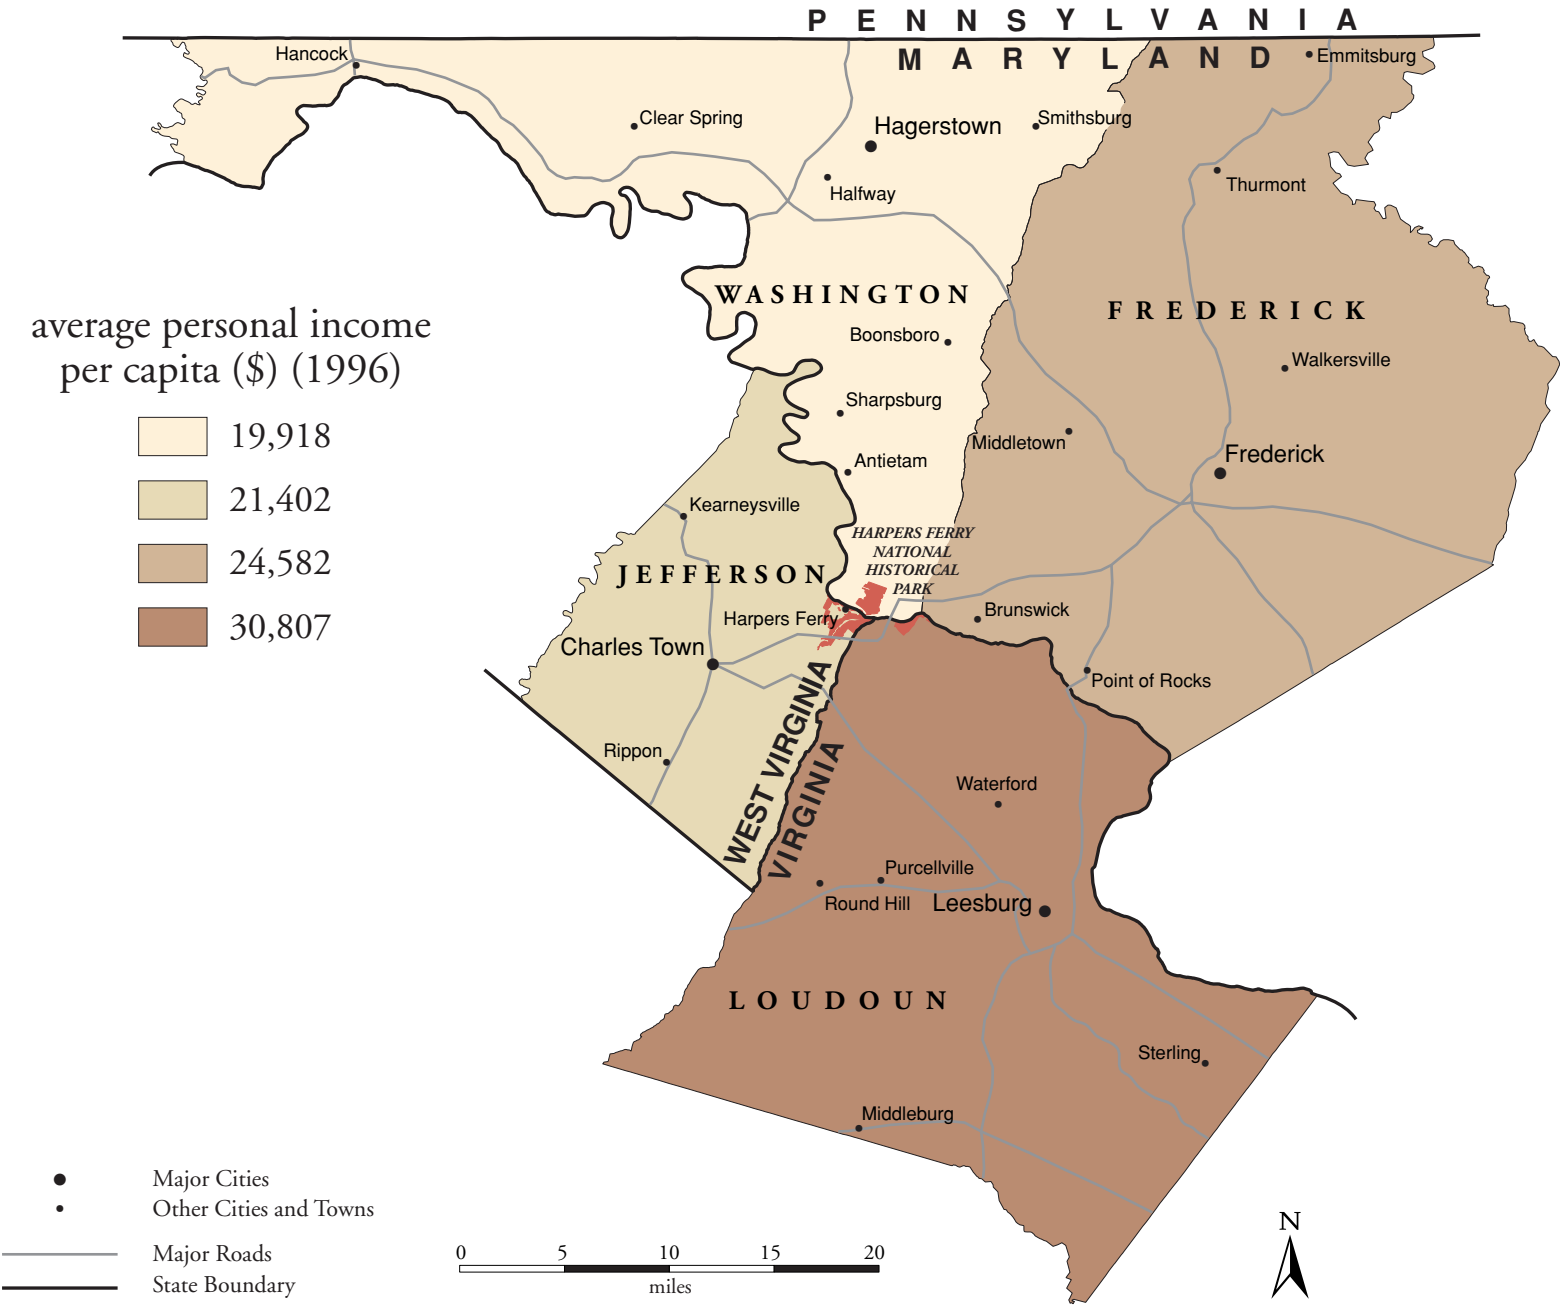 PENNSYLVANIA
MARYLAND
Hancock
Emmitsburg
Clear Spring
Hagerstown
Smithsburg
Halfway
Thurmont
WASHINGTON
FREDERICK
Boonsboro
Walkersville
average personal income
per capita ($) (1996)
19,918
21,402
24,582
30,807
Sharpsburg
Middletown
Frederick
Antietam
Kearneysville
HARPERS FERRY
NATIONAL
HISTORICAL
PARK
JEFFERSON
Harpers Ferry
Brunswick
Charles Town
Point of Rocks
WEST VIRGINIA
VIRGINIA
Rippon
Waterford
Purcellville
Round Hill
Leesburg
LOUDOUN
Sterling
Middleburg
Major Cities
Other Cities and Towns
Major Roads
State Boundary
0 5 10 15 20
miles
N